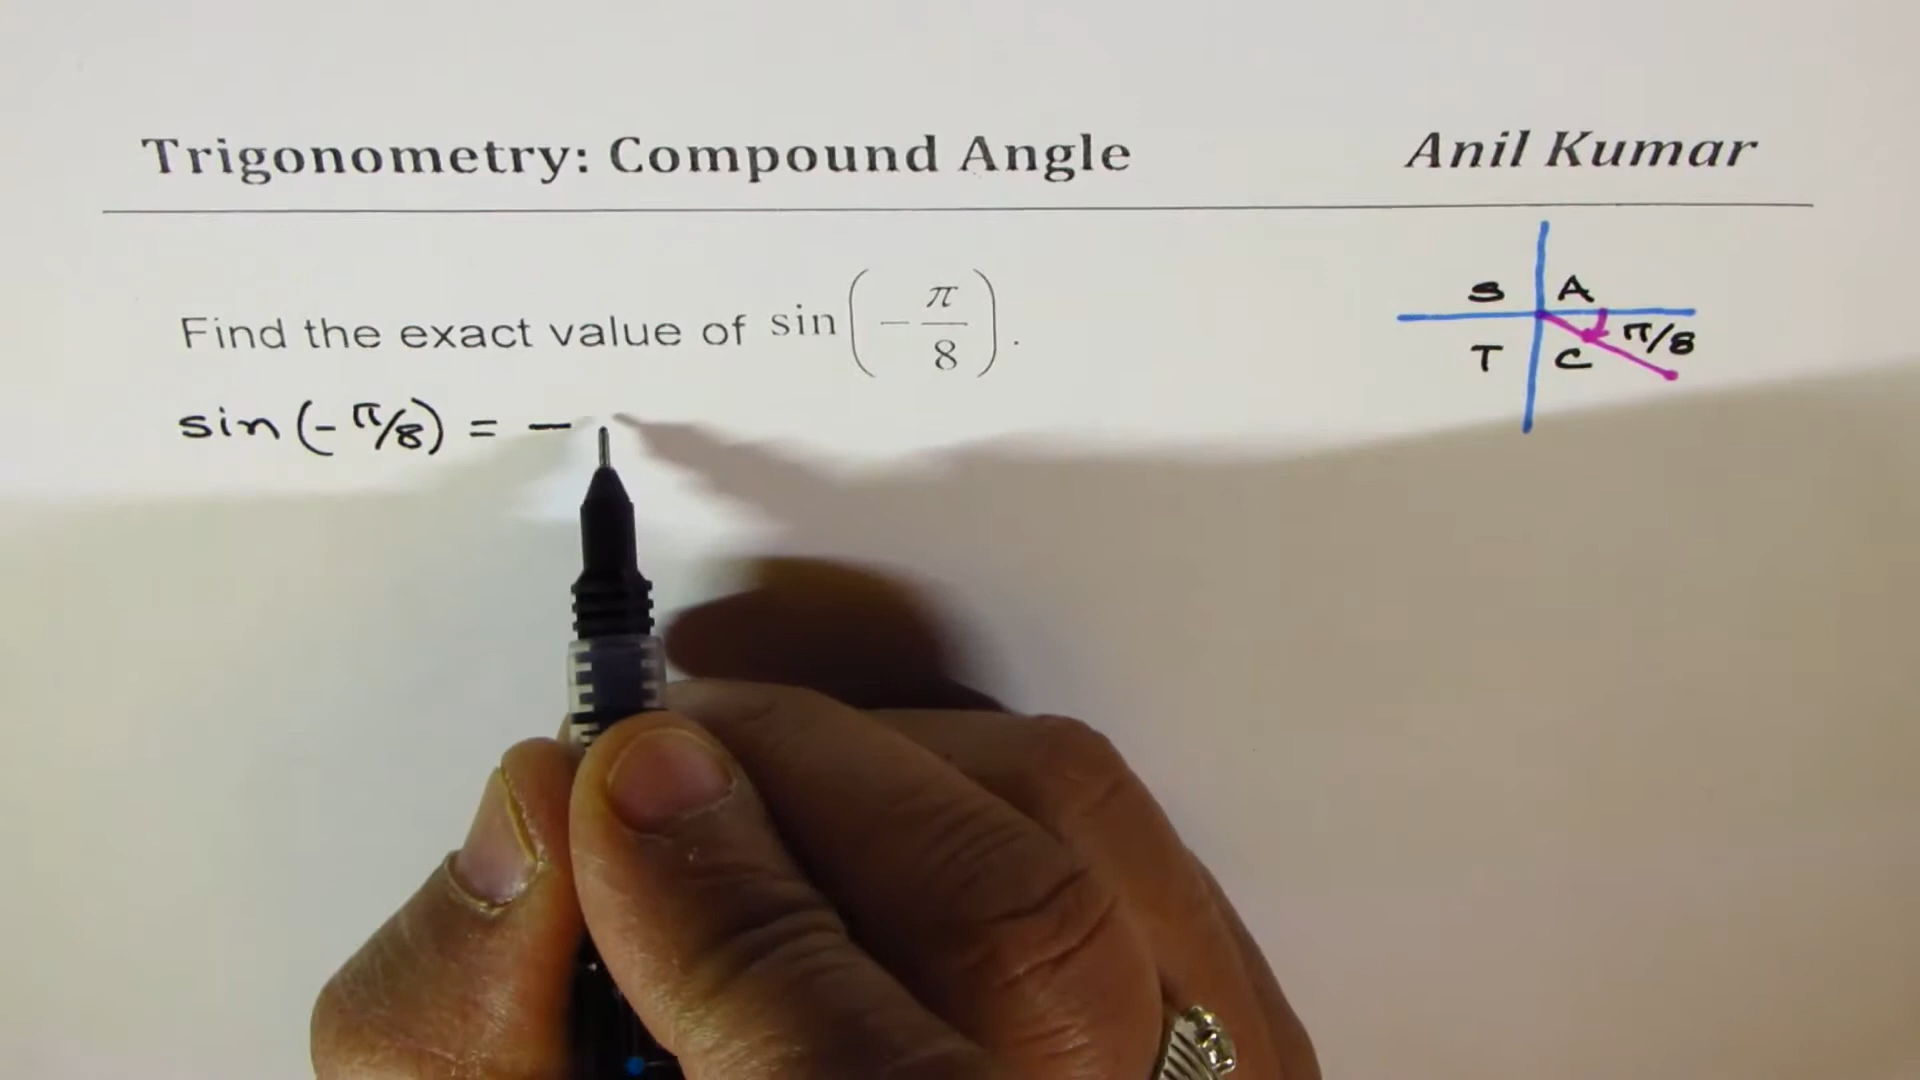 Trigonometry: Compound Angle Anil Kumar
Find the exact value of sin(-π/8).
S A
T C π/8
sin(-π/8) = -